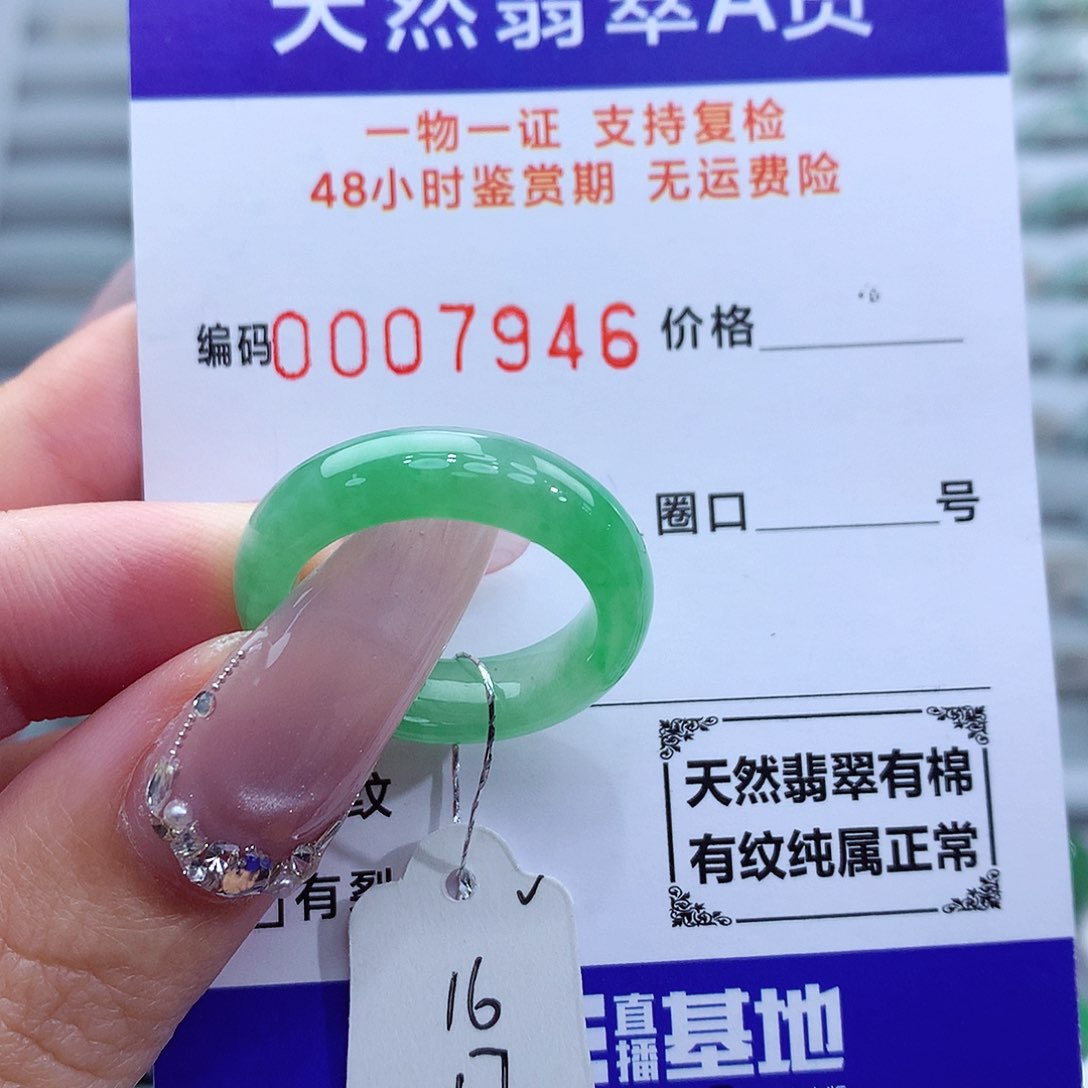 天然翡翠A货
一物一证 支持复检
48小时鉴赏期 无运费险
编码0007946 价格
圈口 号
纹
有裂
天然翡翠有棉
有纹纯属正常
16
17
直播基地